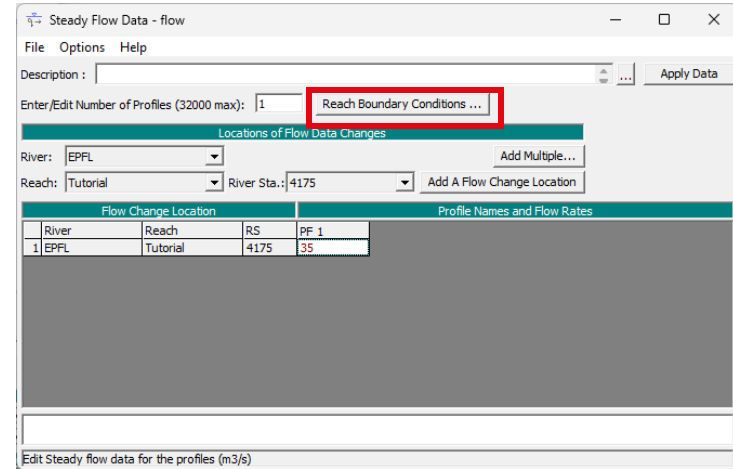 Steady Flow Data - flow
File Options Help
Description : ... Apply Data
Enter/Edit Number of Profiles (32000 max): 1 Reach Boundary Conditions ...
Locations of Flow Data Changes
River: EPFL Add Multiple...
Reach: Tutorial River Sta.: 4175 Add A Flow Change Location
Flow Change Location Profile Names and Flow Rates
River Reach RS PF 1
1 EPFL Tutorial 4175 35
Edit Steady flow data for the profiles (m3/s)